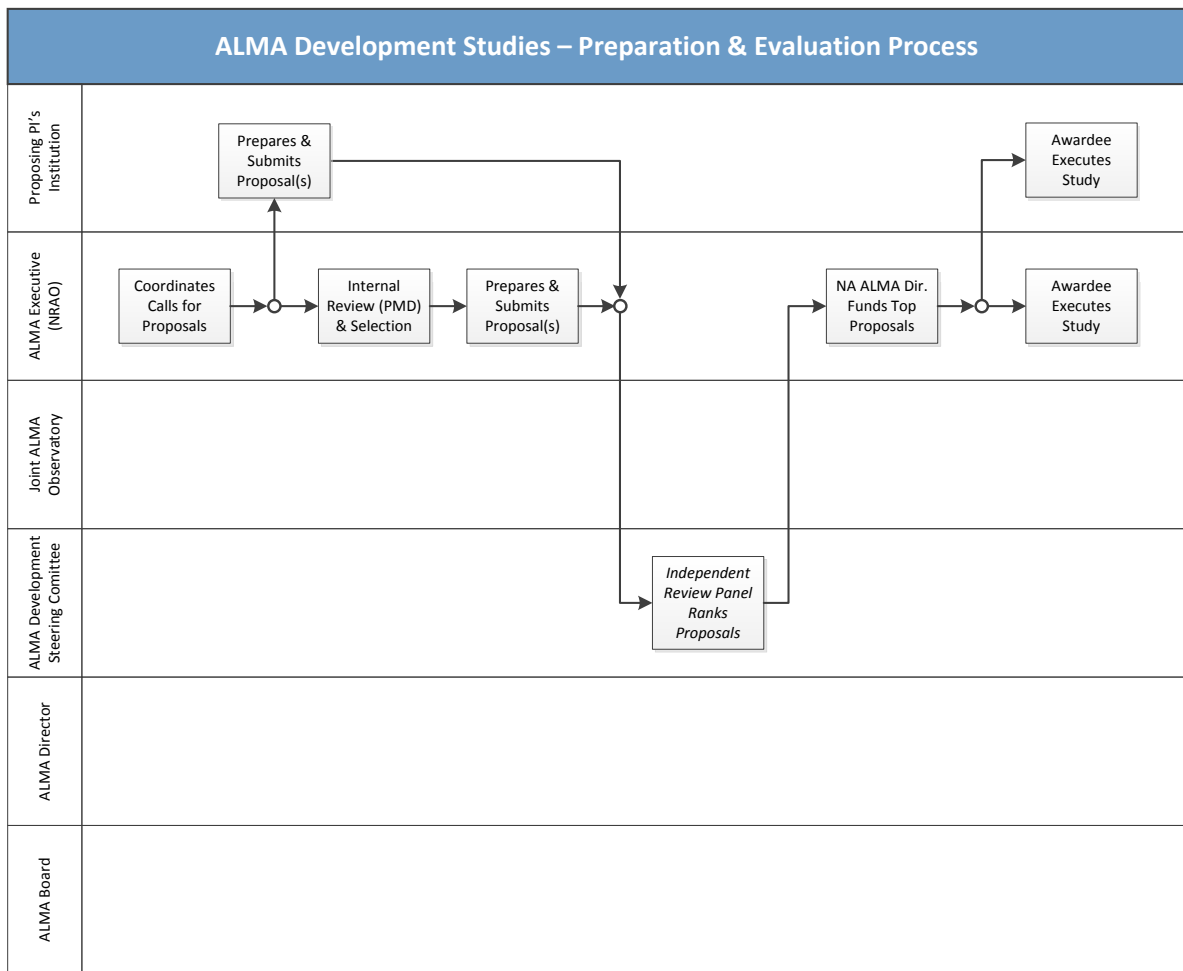 ALMA Development Studies – Preparation & Evaluation Process
Proposing PI's
Institution
Prepares &
Submits
Proposal(s)
Awardee
Executes
Study
ALMA Executive
(NRAO)
Coordinates
Calls for
Proposals
Internal
Review (PMD)
& Selection
Prepares &
Submits
Proposal(s)
NA ALMA Dir.
Funds Top
Proposals
Awardee
Executes
Study
Joint ALMA
Observatory
ALMA Development
Steering Comittee
Independent
Review Panel
Ranks
Proposals
ALMA Director
ALMA Board